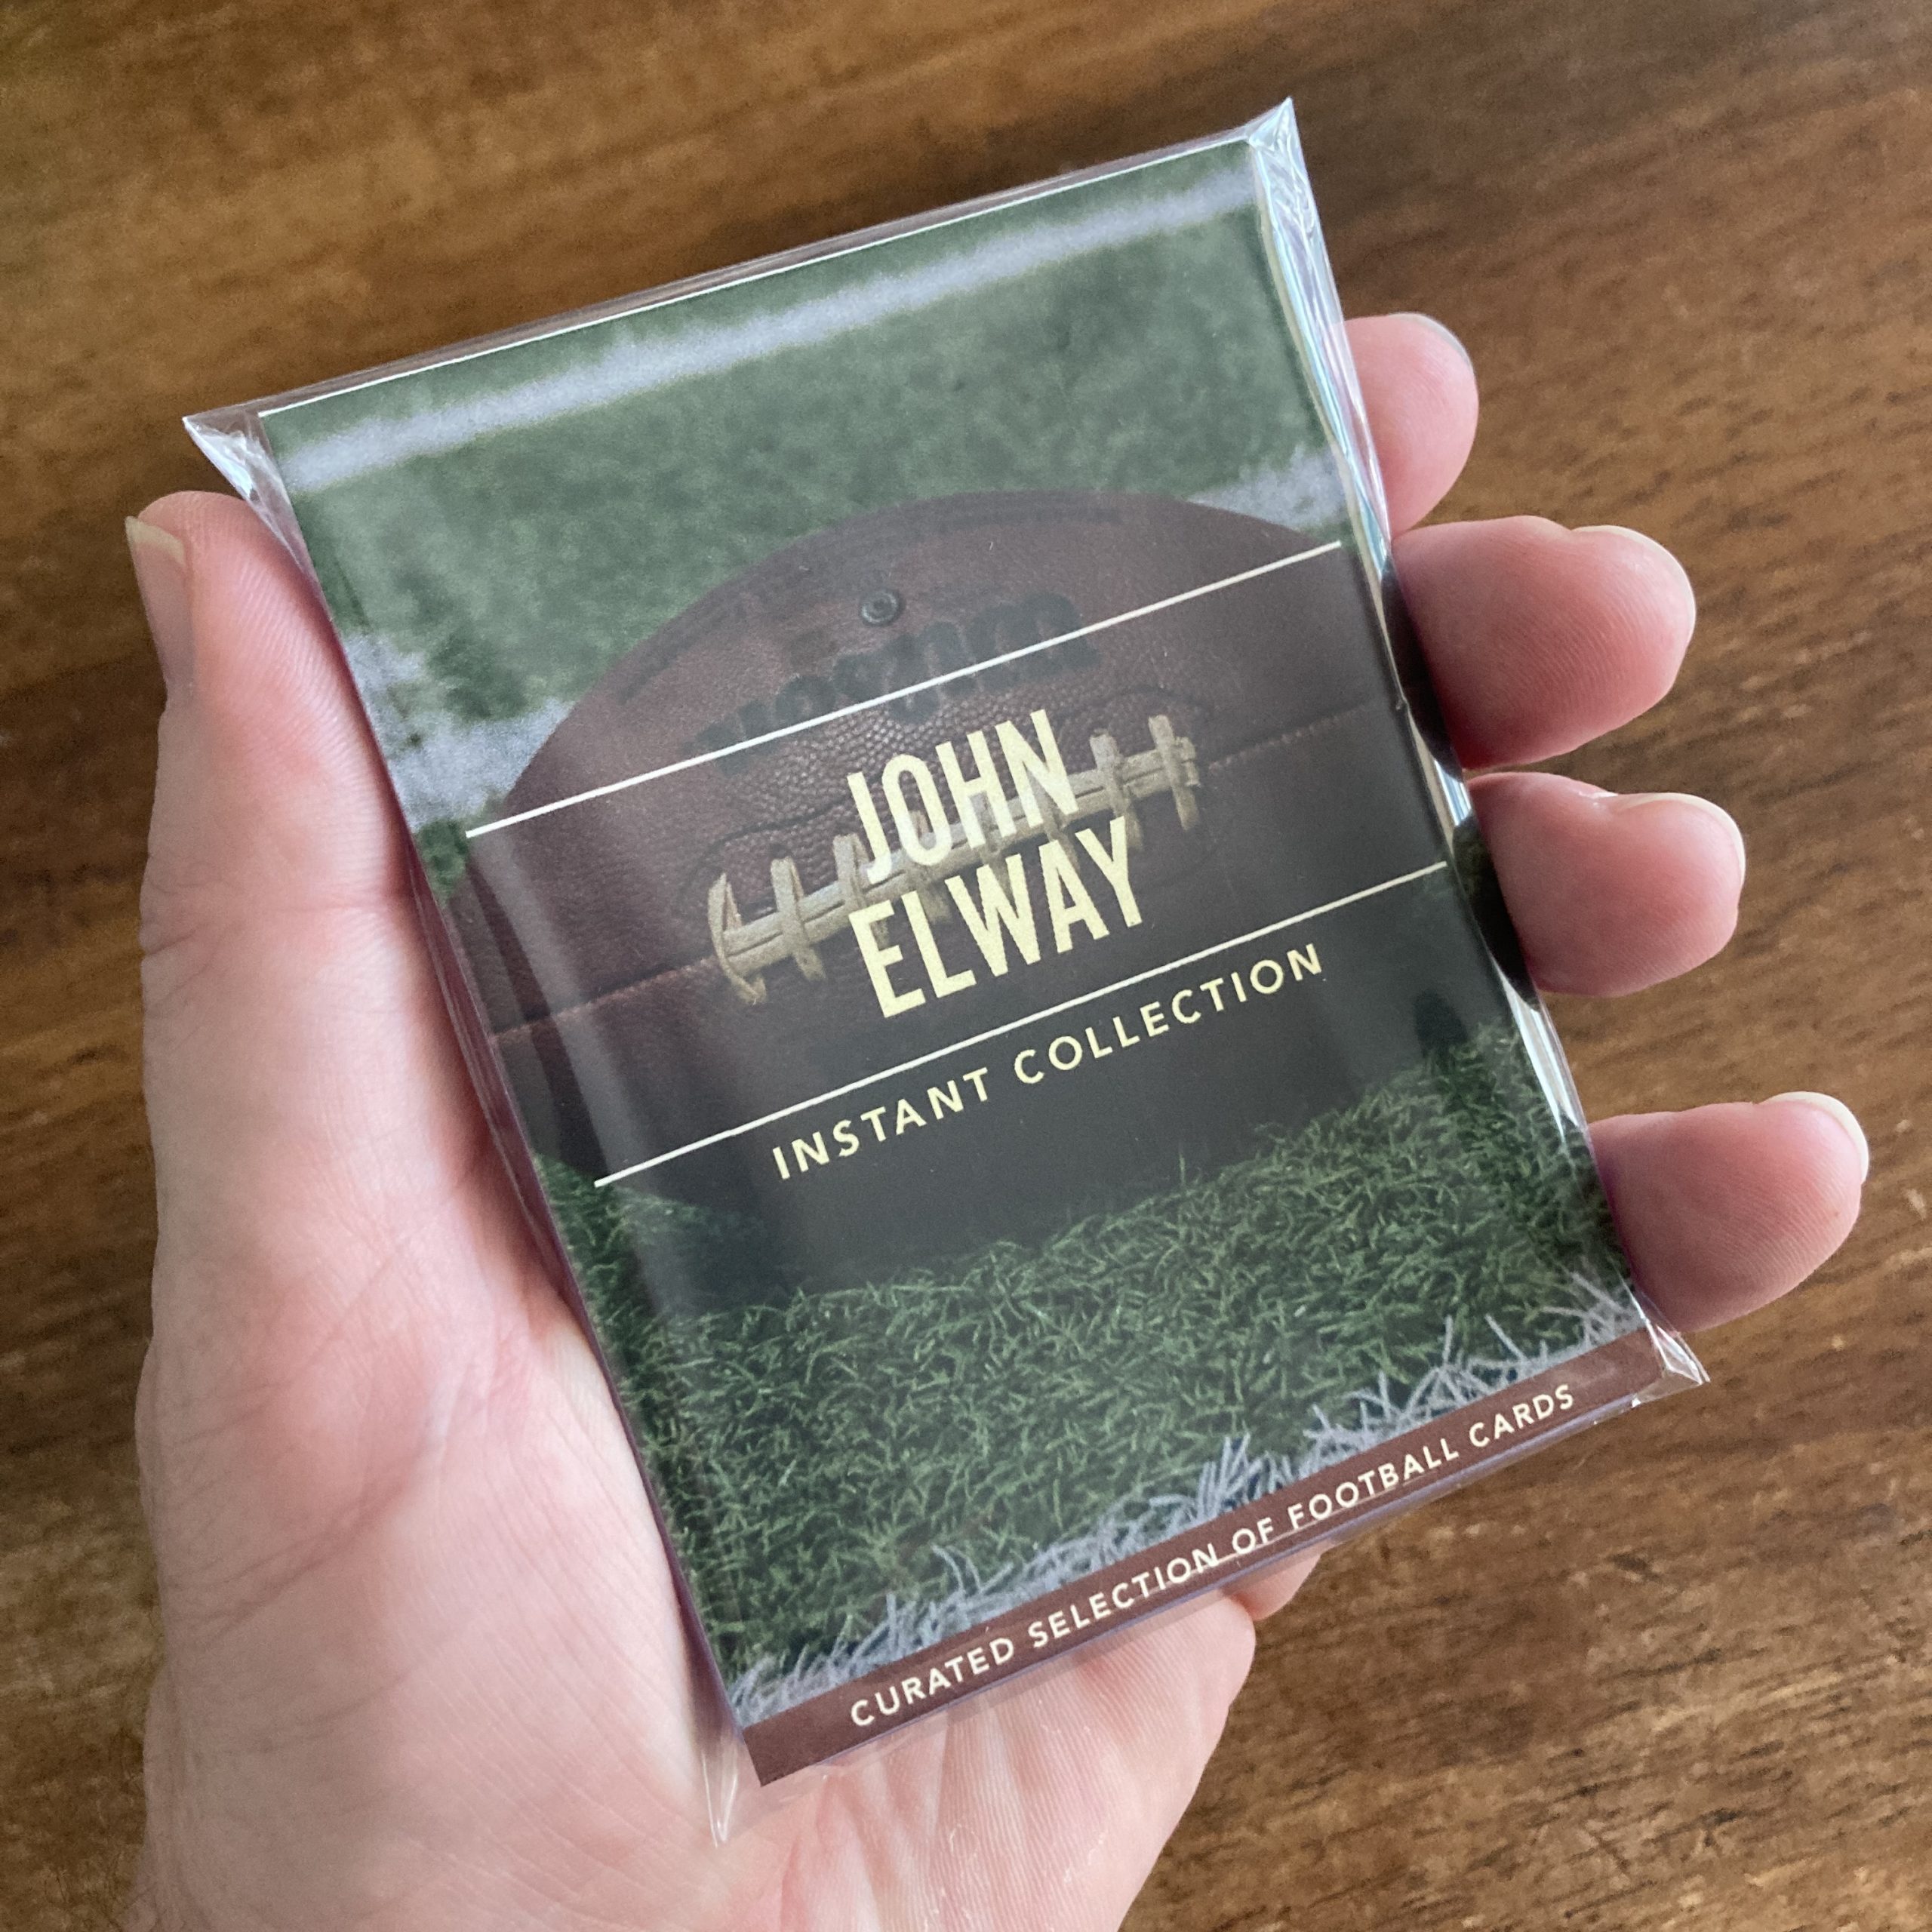 JOHN
ELWAY
INSTANT COLLECTION
CURATED SELECTION OF FOOTBALL CARDS